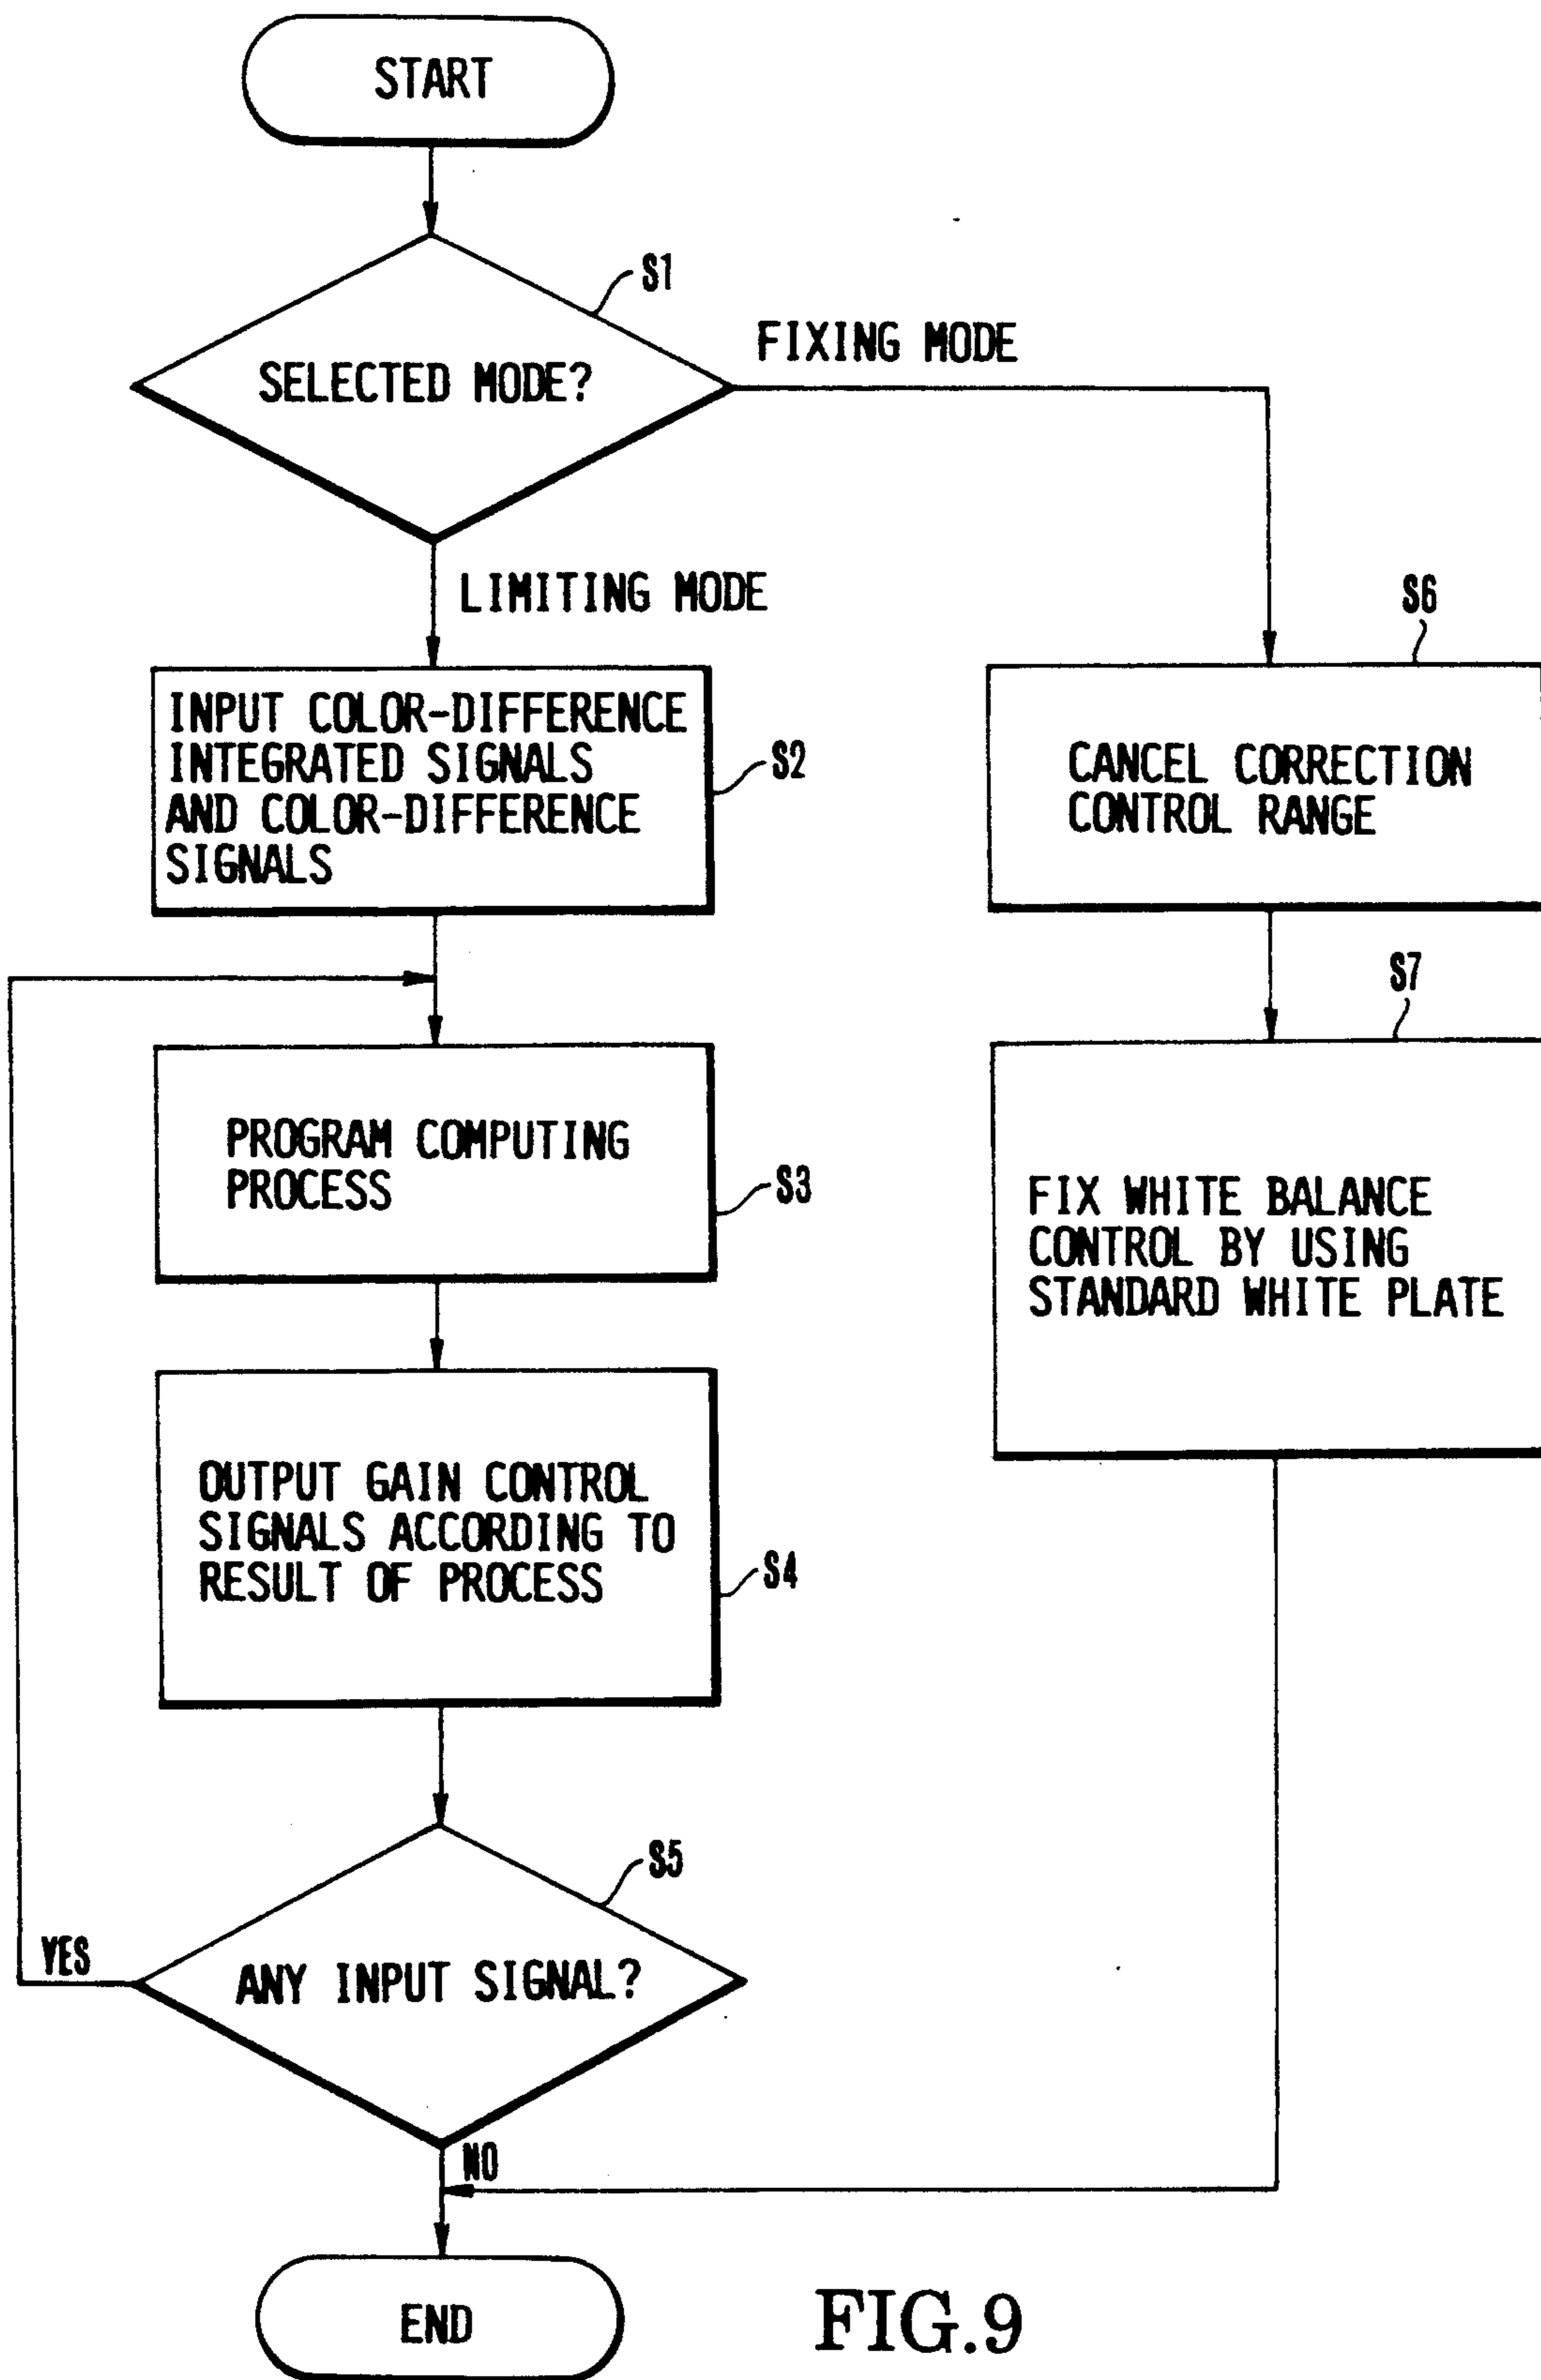 START
S1
SELECTED MODE?
FIXING MODE
LIMITING MODE
INPUT COLOR-DIFFERENCE
INTEGRATED SIGNALS
AND COLOR-DIFFERENCE
SIGNALS
S2
PROGRAM COMPUTING
PROCESS
S3
OUTPUT GAIN CONTROL
SIGNALS ACCORDING TO
RESULT OF PROCESS
S4
S5
ANY INPUT SIGNAL?
YES
NO
S6
CANCEL CORRECTION
CONTROL RANGE
S7
FIX WHITE BALANCE
CONTROL BY USING
STANDARD WHITE PLATE
END
FIG.9